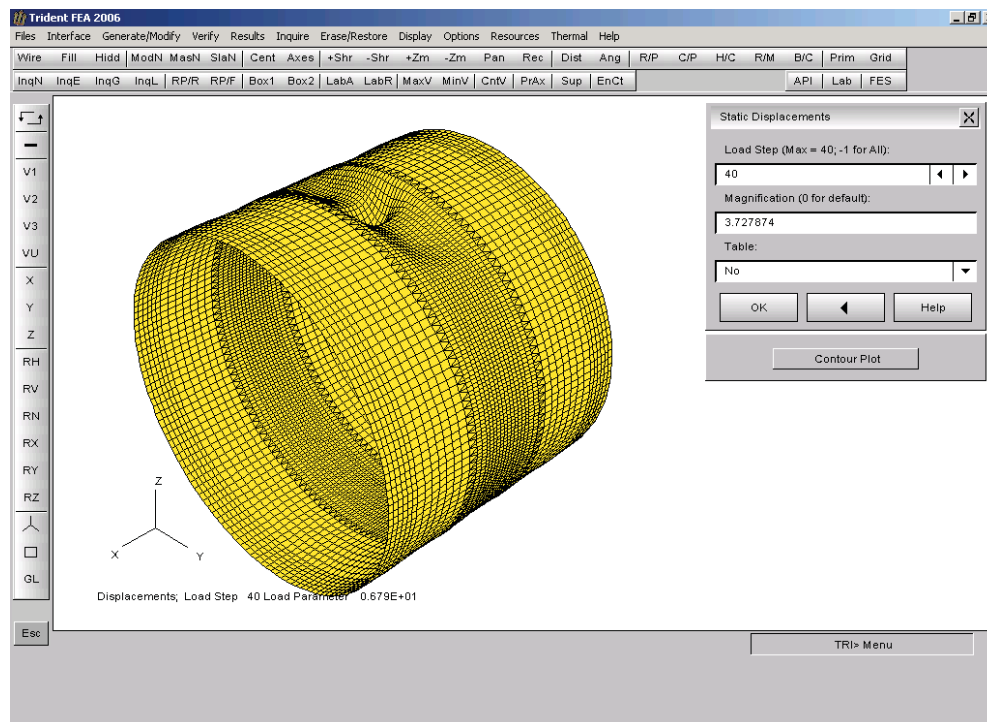 Trident FEA 2006
Files Interface Generate/Modify Verify Results Inquire Erase/Restore Display Options Resources Thermal Help
Wire Fill Hidd ModN MasN SlaN Cent Axes +Shr -Shr +Zm -Zm Pan Rec Dist Ang R/P C/P H/C R/M B/C Prim Grid
InqN InqE InqG InqL RP/R RP/F Box1 Box2 LabA LabR MaxV MinV CntV PrAx Sup EnCt API Lab FES
V1
V2
V3
VU
X
Y
Z
RH
RV
RN
RX
RY
RZ
GL
Esc
Z
X Y
Displacements; Load Step 40 Load Parameter 0.679E+01
Static Displacements
Load Step (Max = 40; -1 for All):
40
Magnification (0 for default):
3.727874
Table:
No
OK Help
Contour Plot
TRI> Menu